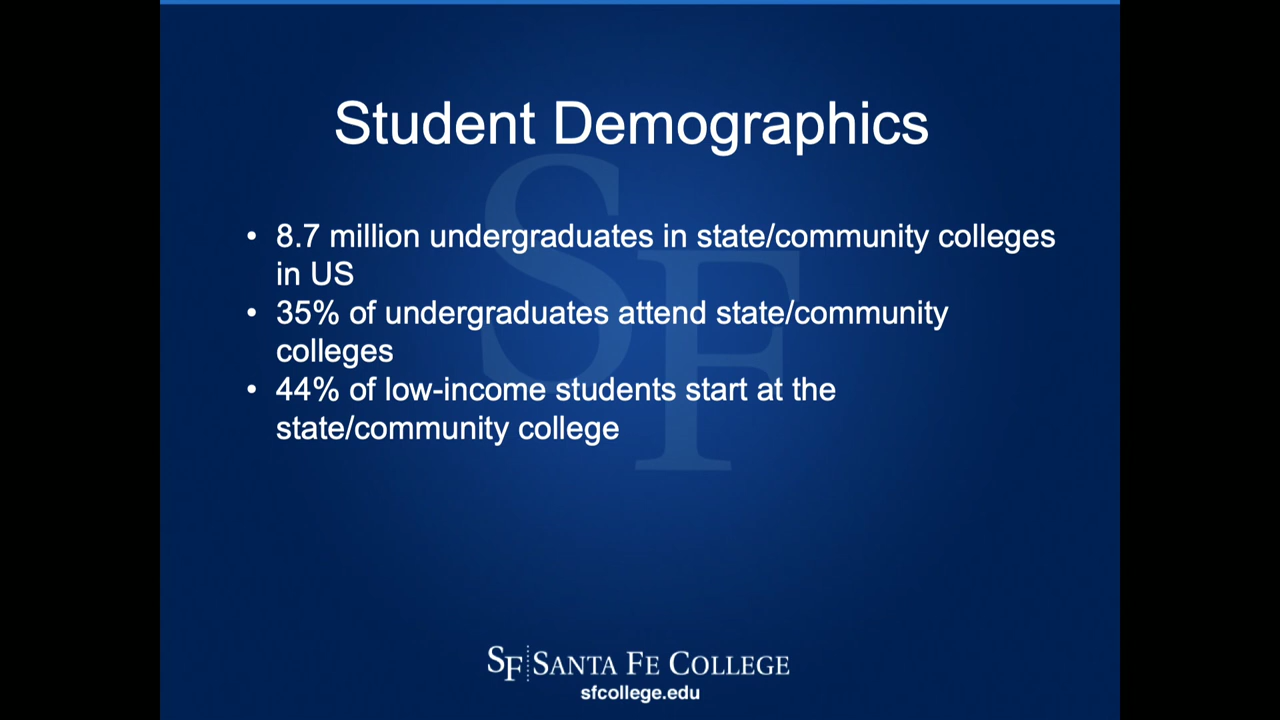 Student Demographics
• 8.7 million undergraduates in state/community colleges
in US
• 35% of undergraduates attend state/community
colleges
• 44% of low-income students start at the
state/community college
SF
SF SANTA FE COLLEGE
sfcollege.edu